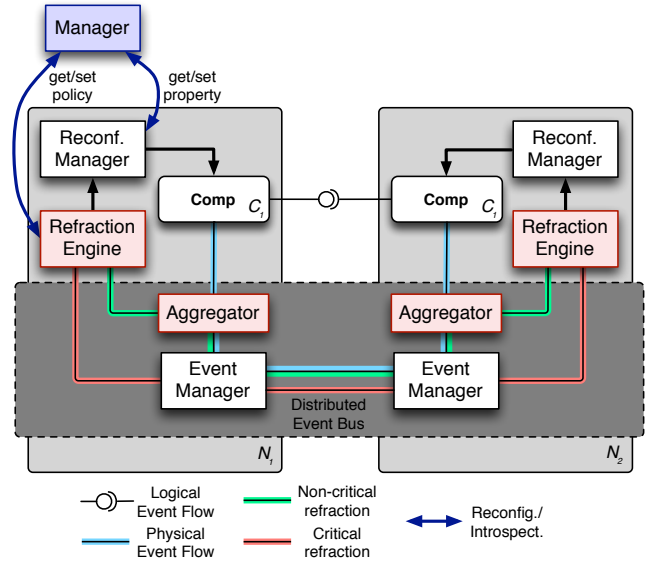 Manager
get/set
policy
get/set
property
Reconf.
Manager
Reconf.
Manager
Comp C₁
Comp C₁
Refraction
Engine
Refraction
Engine
Aggregator
Aggregator
Event
Manager
Event
Manager
Distributed
Event Bus
N₁
N₂
Logical
Event Flow
Non-critical
refraction
Reconfig./
Introspect.
Physical
Event Flow
Critical
refraction